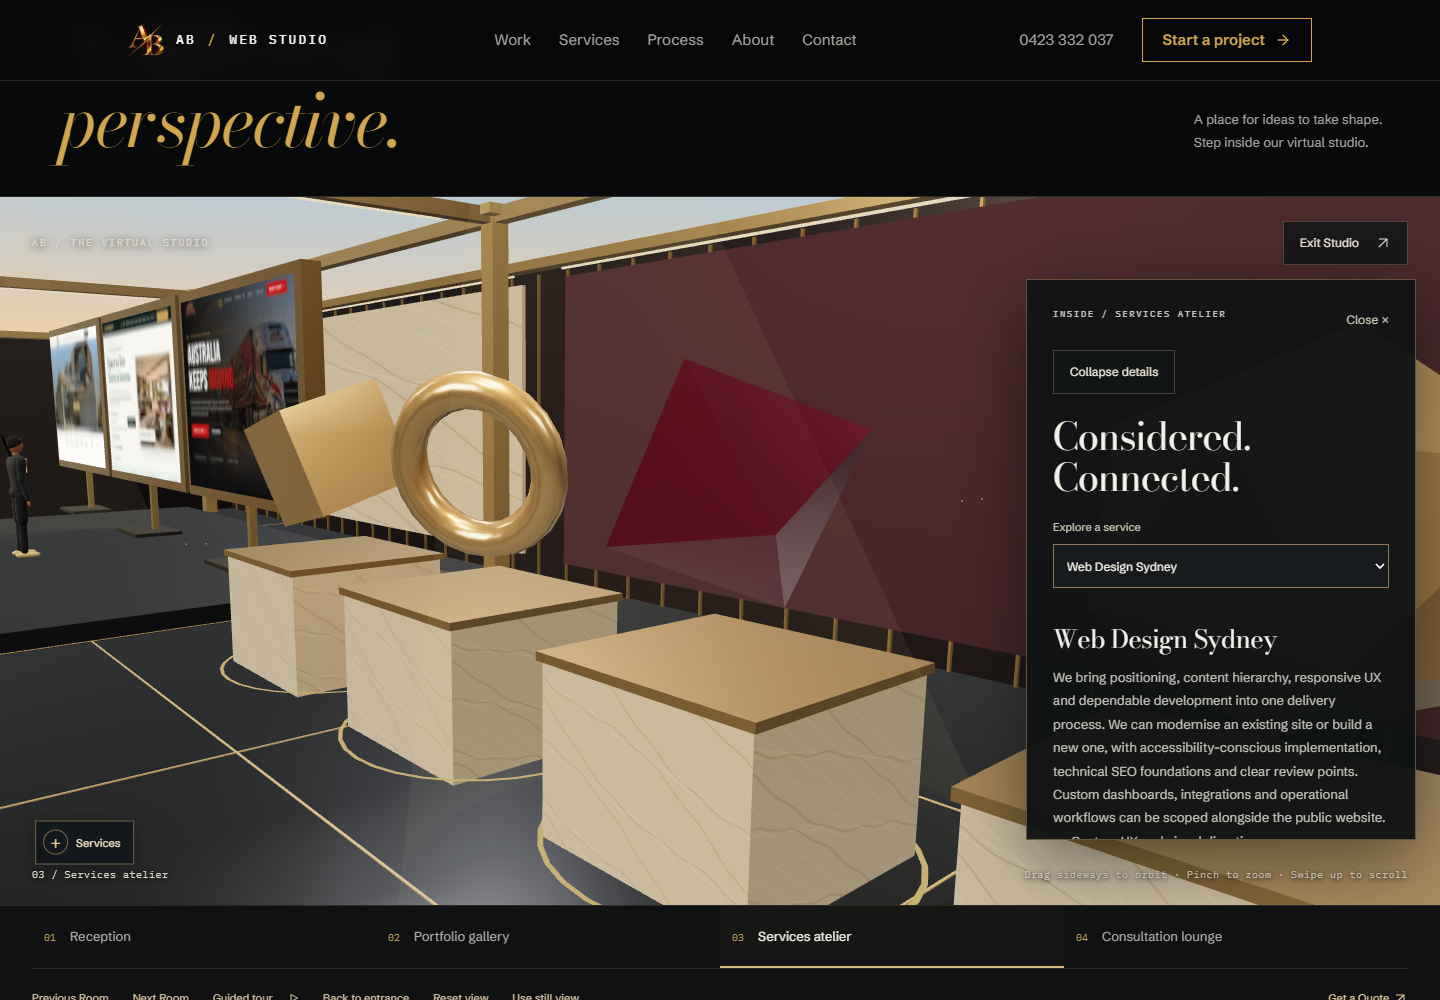 AB / WEB STUDIO
Work
Services
Process
About
Contact
0423 332 037
Start a project
perspective.
A place for ideas to take shape.
Step inside our virtual studio.
AB / THE VIRTUAL STUDIO
Exit Studio
AUSTRALIA
KEEPS MOVING
INSIDE / SERVICES ATELIER
Close ×
Collapse details
Considered.
Connected.
Explore a service
Web Design Sydney
Web Design Sydney
We bring positioning, content hierarchy, responsive UX
and dependable development into one delivery
process. We can modernise an existing site or build a
new one, with accessibility-conscious implementation,
technical SEO foundations and clear review points.
Custom dashboards, integrations and operational
workflows can be scoped alongside the public website.
+ Services
03 / Services atelier
Drag sideways to orbit · Pinch to zoom · Swipe up to scroll
01 Reception
02 Portfolio gallery
03 Services atelier
04 Consultation lounge
Previous Room
Next Room
Guided tour
Back to entrance
Reset view
Use still view
Get a Quote